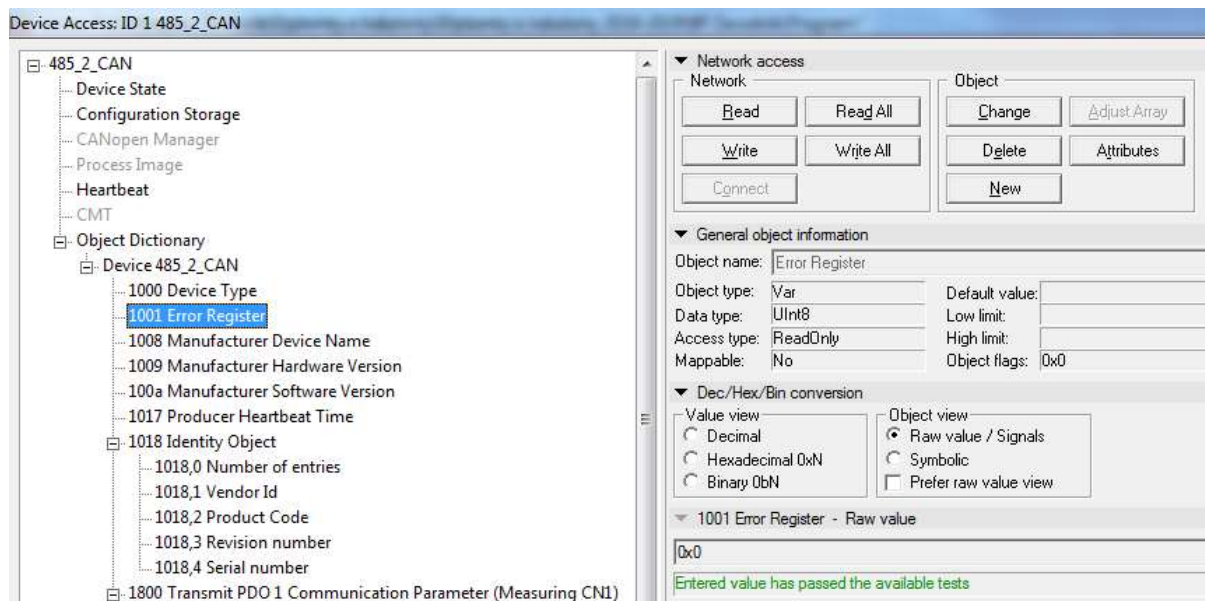 Device Access: ID 1 485_2_CAN
485_2_CAN
Device State
Configuration Storage
CANopen Manager
Process Image
Heartbeat
CMT
Object Dictionary
Device 485_2_CAN
1000 Device Type
1001 Error Register
1008 Manufacturer Device Name
1009 Manufacturer Hardware Version
100a Manufacturer Software Version
1017 Producer Heartbeat Time
1018 Identity Object
1018,0 Number of entries
1018,1 Vendor Id
1018,2 Product Code
1018,3 Revision number
1018,4 Serial number
1800 Transmit PDO 1 Communication Parameter (Measuring CN1)
Network access
Network
Read
Read All
Write
Write All
Connect
Object
Change
Adjust Array
Delete
Attributes
New
General object information
Object name: Error Register
Object type: Var
Default value:
Data type: UInt8
Low limit:
Access type: ReadOnly
High limit:
Mappable: No
Object flags: 0x0
Dec/Hex/Bin conversion
Value view
Decimal
Hexadecimal 0xN
Binary 0bN
Object view
Raw value / Signals
Symbolic
Prefer raw value view
1001 Error Register - Raw value
0x0
Entered value has passed the available tests